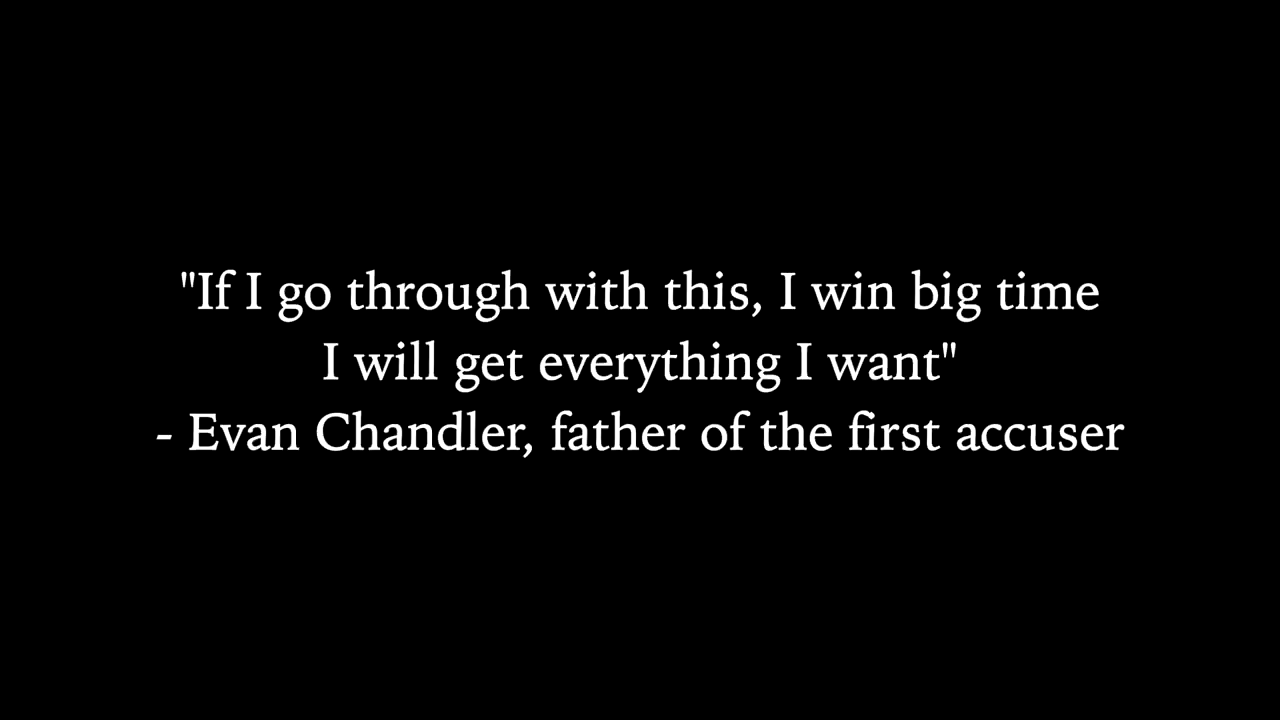 "If I go through with this, I win big time
I will get everything I want"
- Evan Chandler, father of the first accuser